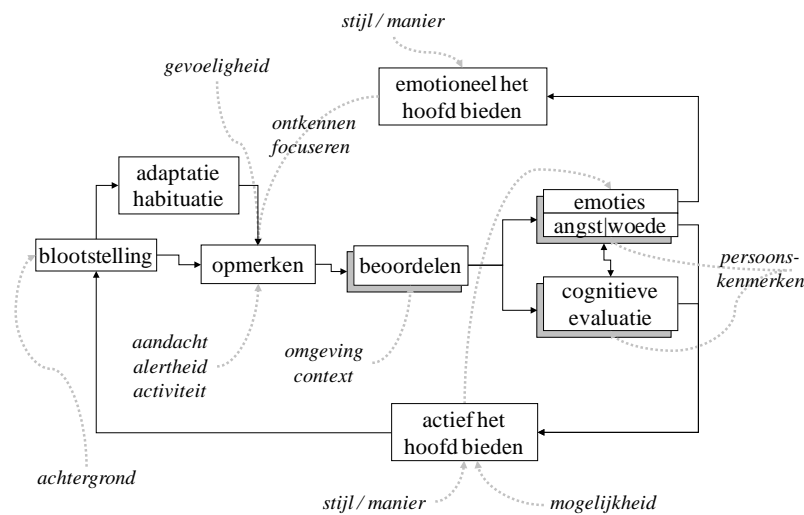 stijl / manier
gevoeligheid
emotioneel het
hoofd bieden
ontkennen
focuseren
adaptatie
habituatie
emoties
angst|woede
blootstelling
opmerken
beoordelen
persoons-
kenmerken
cognitieve
evaluatie
aandacht
alertheid
activiteit
omgeving
context
actief het
hoofd bieden
achtergrond
stijl / manier
mogelijkheid